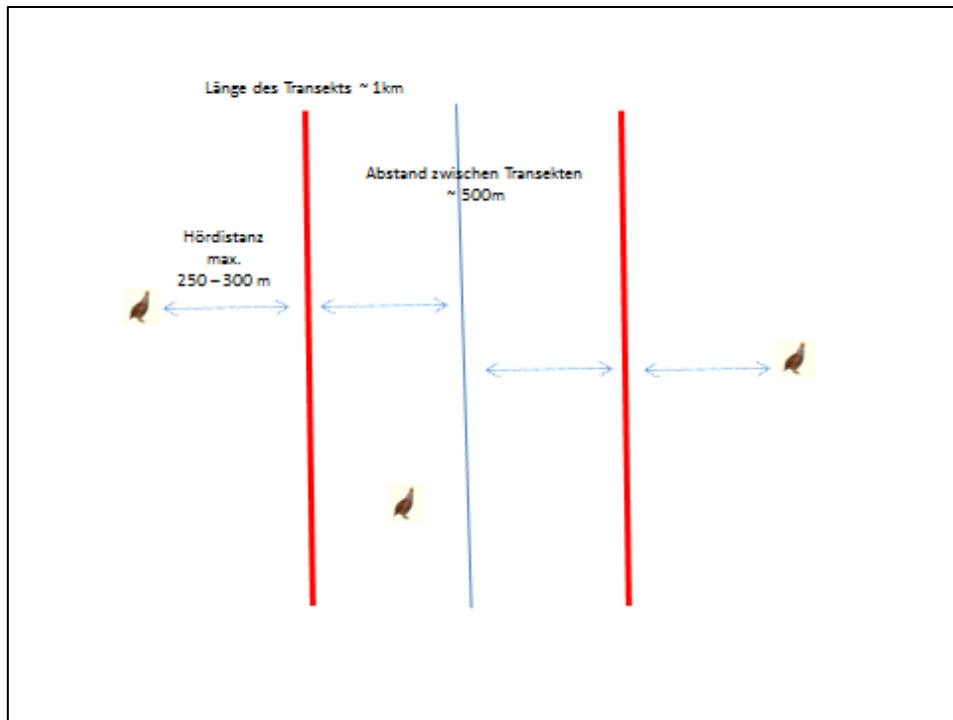 Länge des Transekts ~ 1km
Abstand zwischen Transekten
~ 500m
Hördistanz
max.
250 – 300 m